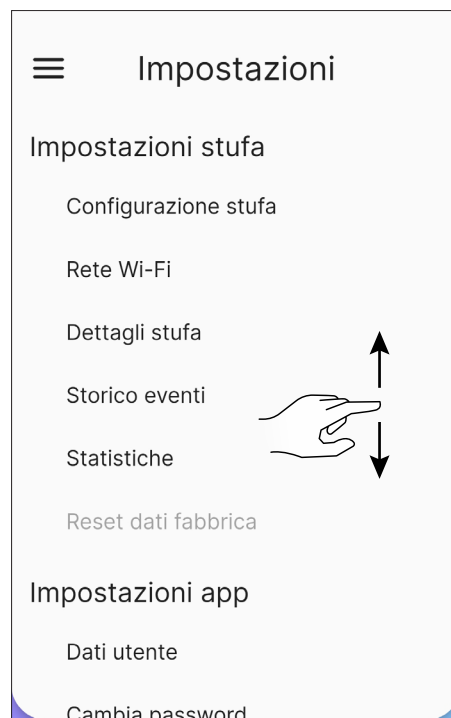 Impostazioni
Impostazioni stufa
Configurazione stufa
Rete Wi-Fi
Dettagli stufa
Storico eventi
Statistiche
Reset dati fabbrica
Impostazioni app
Dati utente
Cambia password